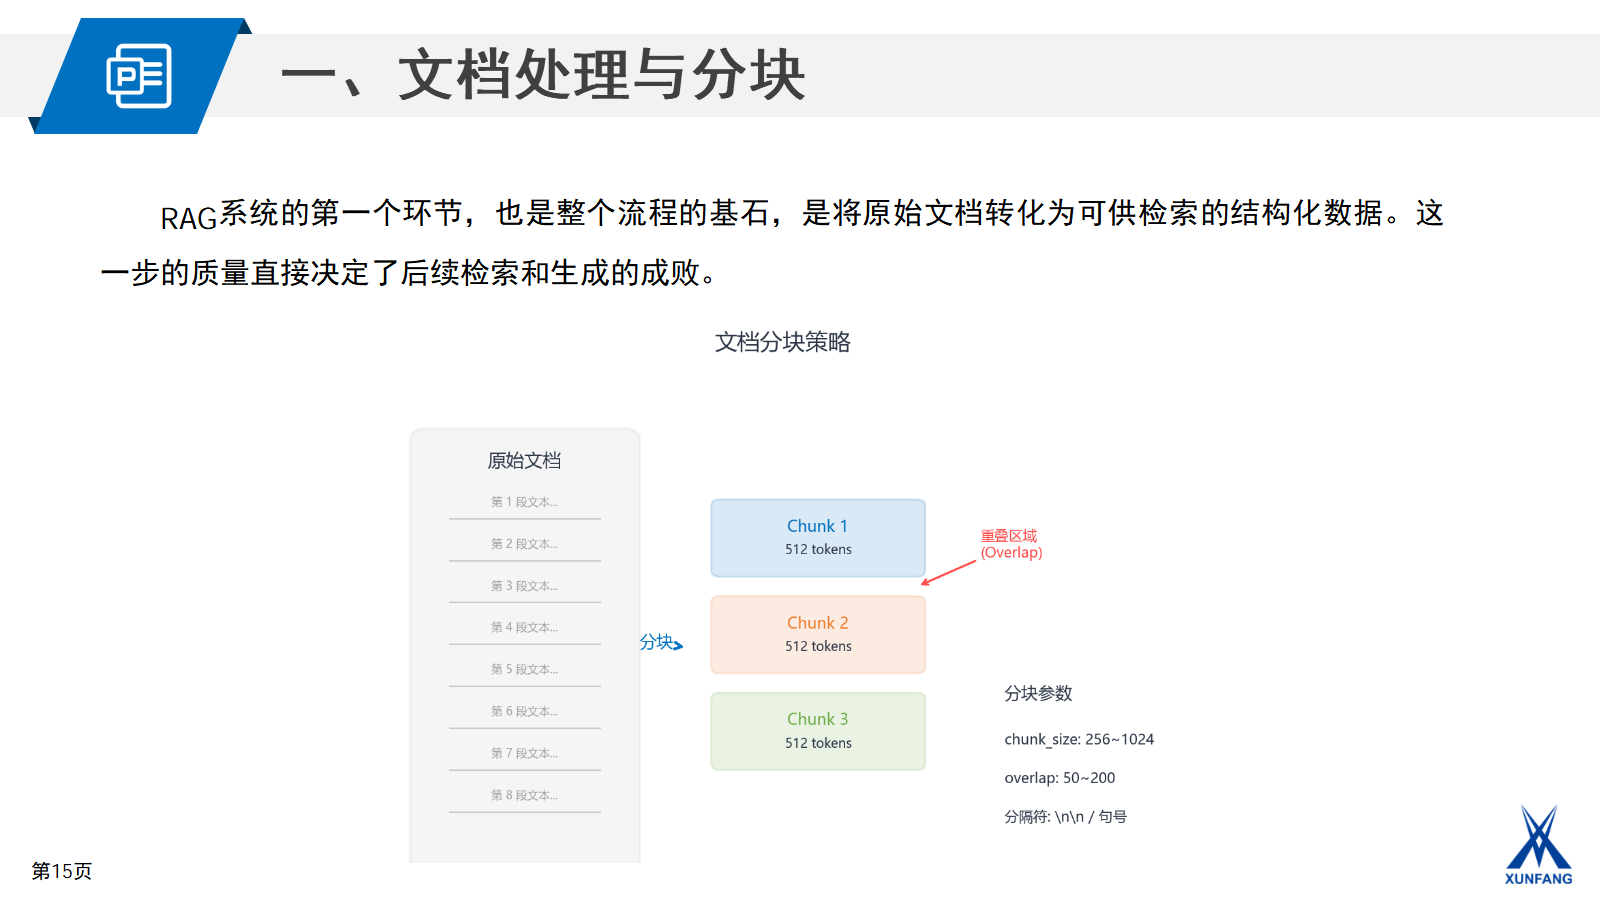 一、文档处理与分块
RAG系统的第一个环节，也是整个流程的基石，是将原始文档转化为可供检索的结构化数据。这
一步的质量直接决定了后续检索和生成的成败。
文档分块策略
原始文档
第 1 段文本...
第 2 段文本...
第 3 段文本...
第 4 段文本...
第 5 段文本...
第 6 段文本...
第 7 段文本...
第 8 段文本...
分块
Chunk 1
512 tokens
Chunk 2
512 tokens
Chunk 3
512 tokens
重叠区域
(Overlap)
分块参数
chunk_size: 256~1024
overlap: 50~200
分隔符: \n\n / 句号
第15页
XUNFANG